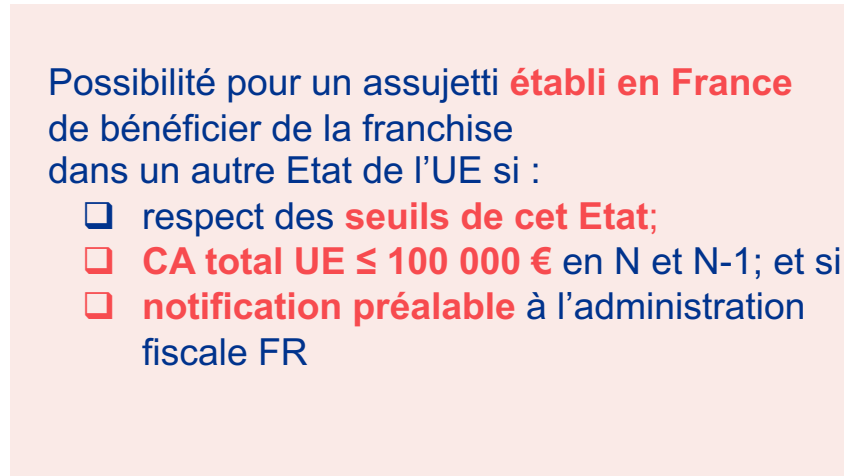 Possibilité pour un assujetti établi en France
de bénéficier de la franchise
dans un autre Etat de l’UE si :
❑ respect des seuils de cet Etat;
❑ CA total UE ≤ 100 000 € en N et N-1; et si
❑ notification préalable à l’administration
fiscale FR